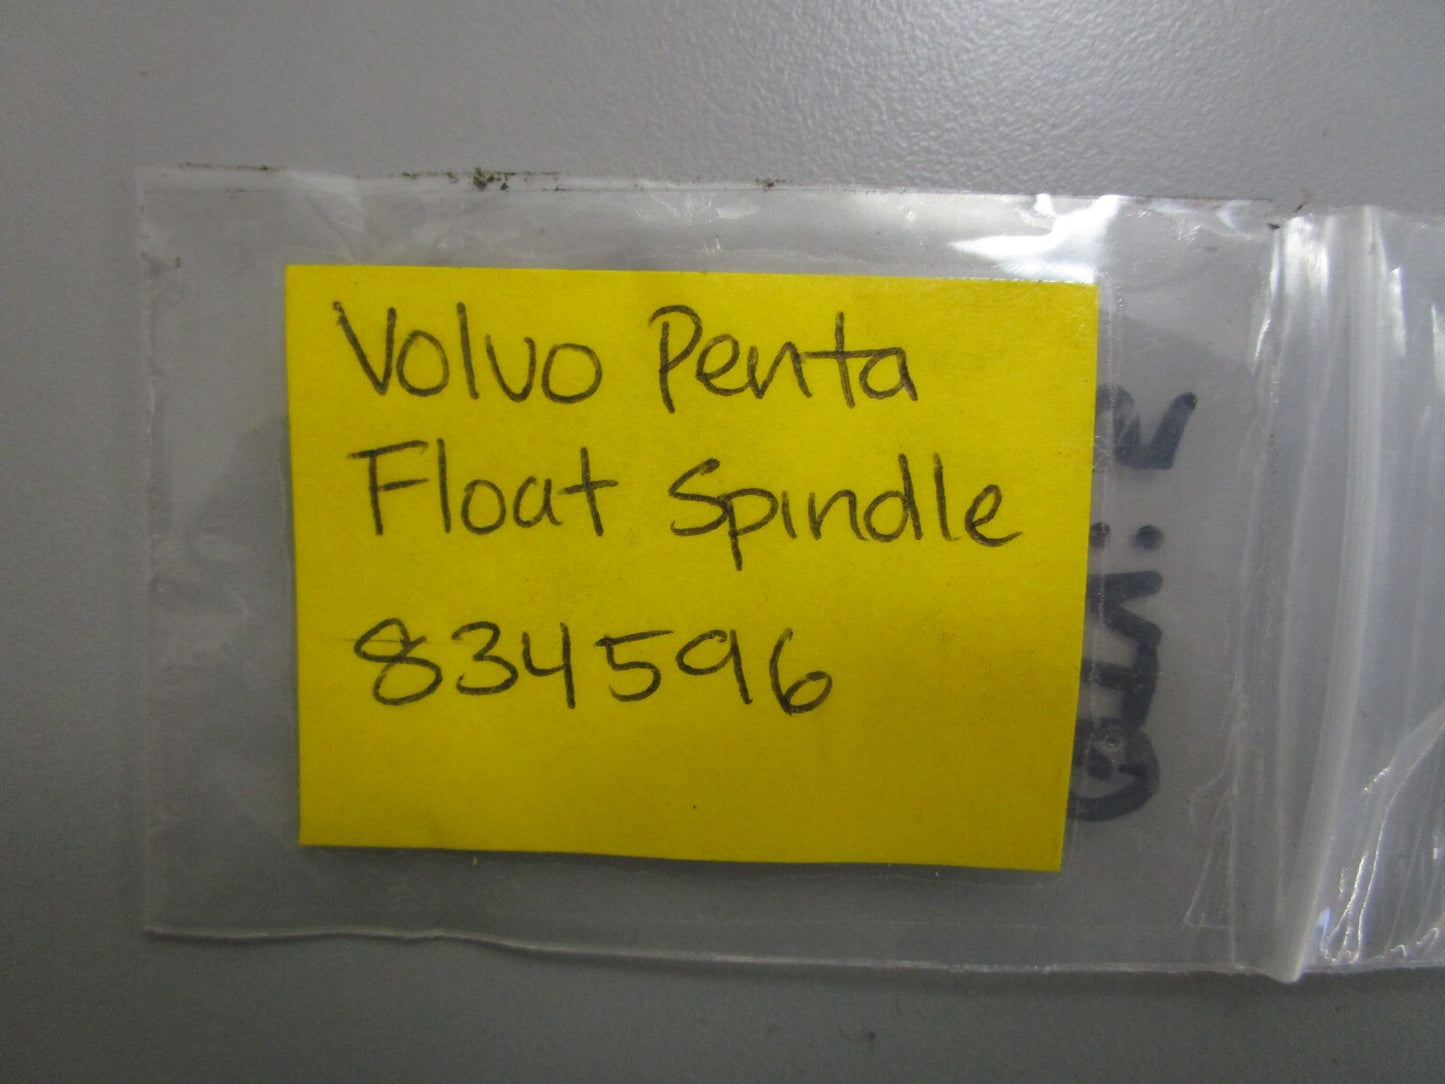 Volvo Penta
Float Spindle
834596